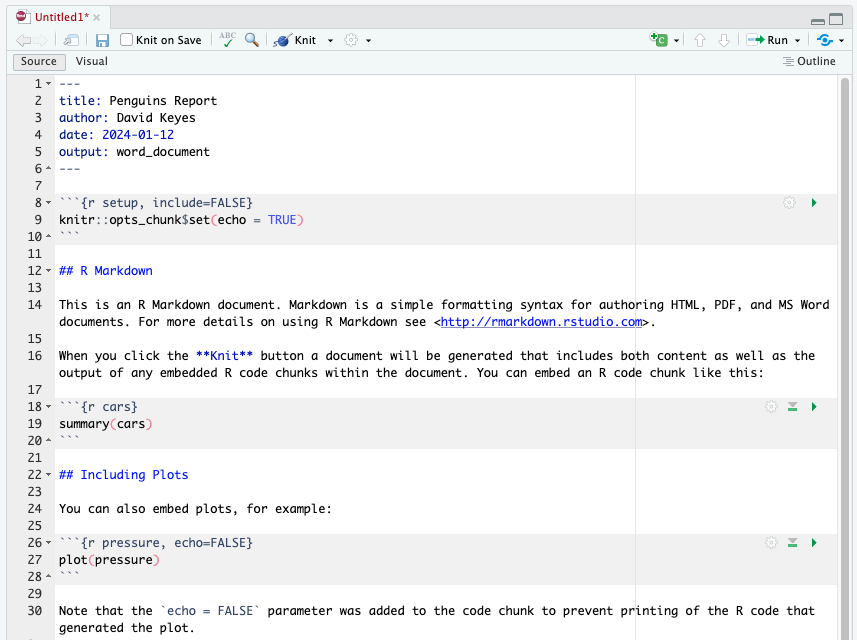 Untitled1*
Knit on Save
ABC
Knit
Run
Source
Visual
Outline
1 ---
2 title: Penguins Report
3 author: David Keyes
4 date: 2024-01-12
5 output: word_document
6 ---
7
8 ```{r setup, include=FALSE}
9 knitr::opts_chunk$set(echo = TRUE)
10 ```
11
12 ## R Markdown
13
14 This is an R Markdown document. Markdown is a simple formatting syntax for authoring HTML, PDF, and MS Word
documents. For more details on using R Markdown see <http://rmarkdown.rstudio.com>.
15
16 When you click the **Knit** button a document will be generated that includes both content as well as the
output of any embedded R code chunks within the document. You can embed an R code chunk like this:
17
18 ```{r cars}
19 summary(cars)
20 ```
21
22 ## Including Plots
23
24 You can also embed plots, for example:
25
26 ```{r pressure, echo=FALSE}
27 plot(pressure)
28 ```
29
30 Note that the `echo = FALSE` parameter was added to the code chunk to prevent printing of the R code that
generated the plot.